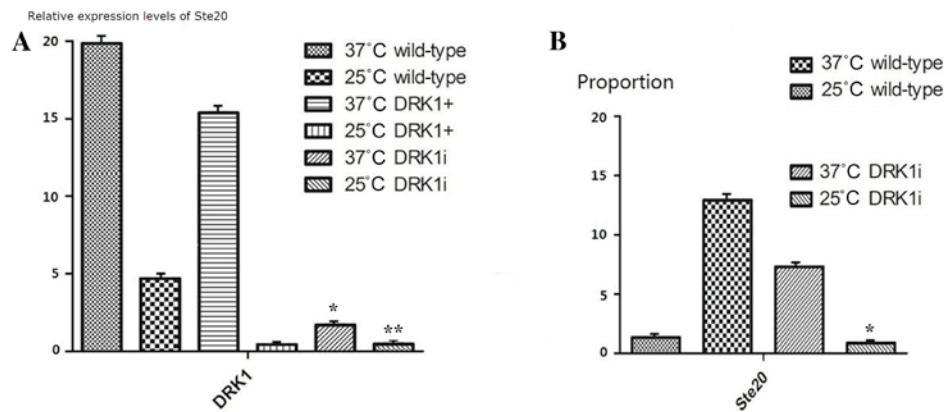 Relative expression levels of Ste20
A
20
15
10
5
0
37°C wild-type
25°C wild-type
37°C DRK1+
25°C DRK1+
37°C DRK1i
25°C DRK1i
*
**
DRK1
B
Proportion
37°C wild-type
25°C wild-type
20
15
10
5
0
37°C DRK1i
25°C DRK1i
*
Ste20